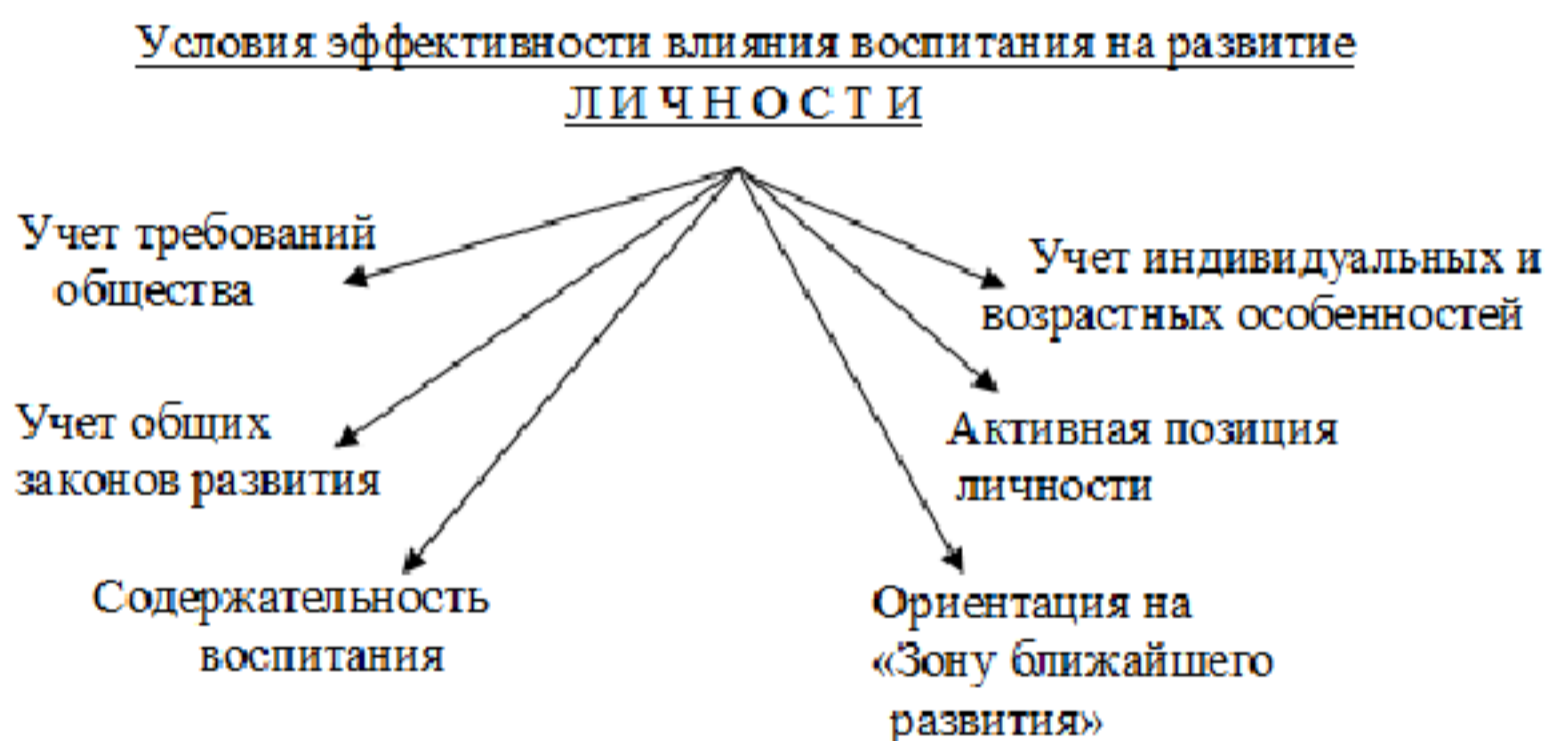 Условия эффективности влияния воспитания на развитие
ЛИЧНОСТИ
Учет требований
общества
Учет общих
законов развития
Содержательность
воспитания
Учет индивидуальных и
возрастных особенностей
Активная позиция
личности
Ориентация на
«Зону ближайшего
развития»